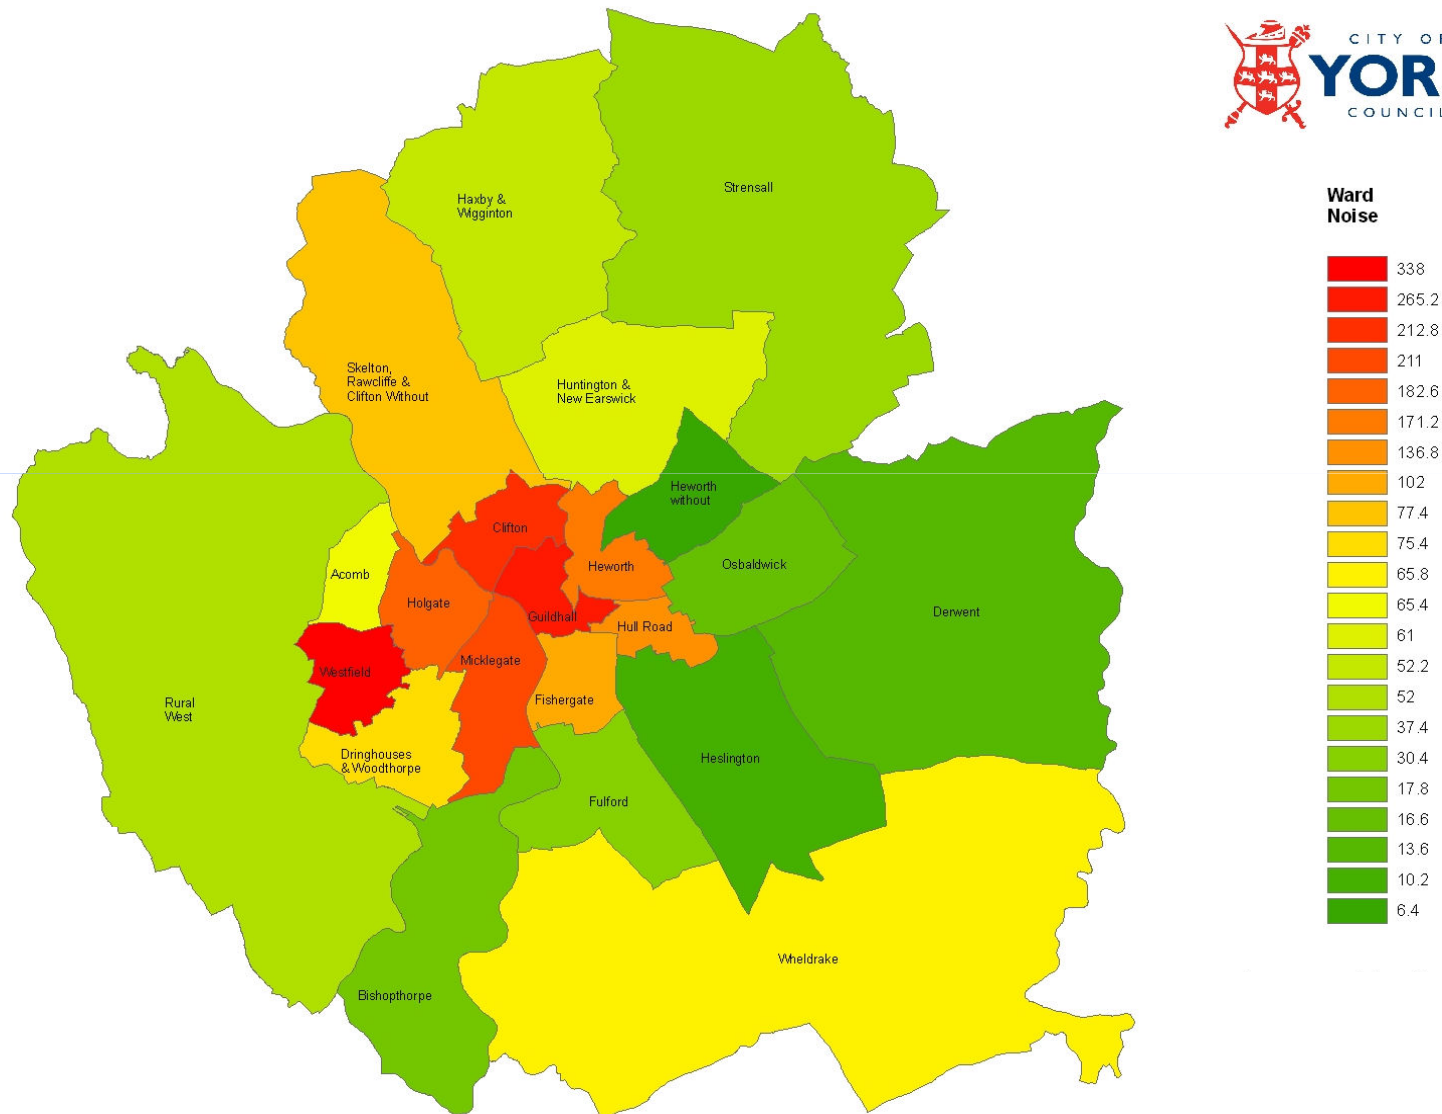 CITY OF
YOR
COUNCIL
Ward
Noise
338
265.2
212.8
211
182.6
171.2
136.8
102
77.4
75.4
65.8
65.4
61
52.2
52
37.4
30.4
17.8
16.6
13.6
10.2
6.4
Strensall
Haxby &
Wigginton
Skelton,
Rawcliffe &
Clifton Without
Huntington &
New Earswick
Heworth
without
Clifton
Acomb
Heworth
Osbaldwick
Holgate
Guildhall
Hull Road
Derwent
Westfield
Micklegate
Rural
West
Fishergate
Dringhouses
& Woodthorpe
Heslington
Fulford
Wheldrake
Bishopthorpe